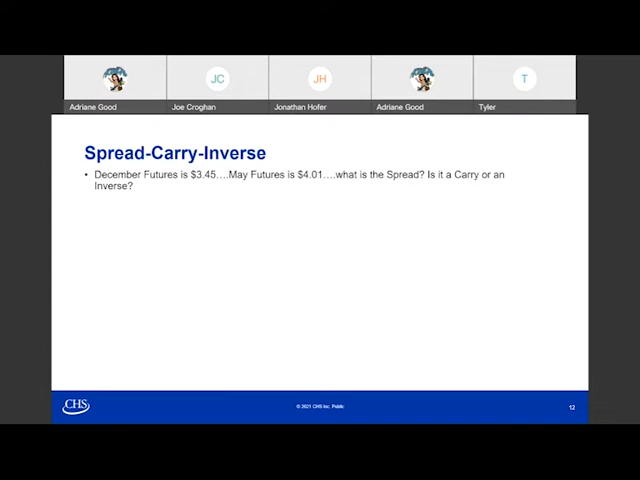 JC
JH
T
Adriane Good
Joe Croghan
Jonathan Hofer
Adriane Good
Tyler
Spread-Carry-Inverse
• December Futures is $3.45….May Futures is $4.01….what is the Spread? Is it a Carry or an
Inverse?
CHS
© 2021 CHS Inc. Public
12